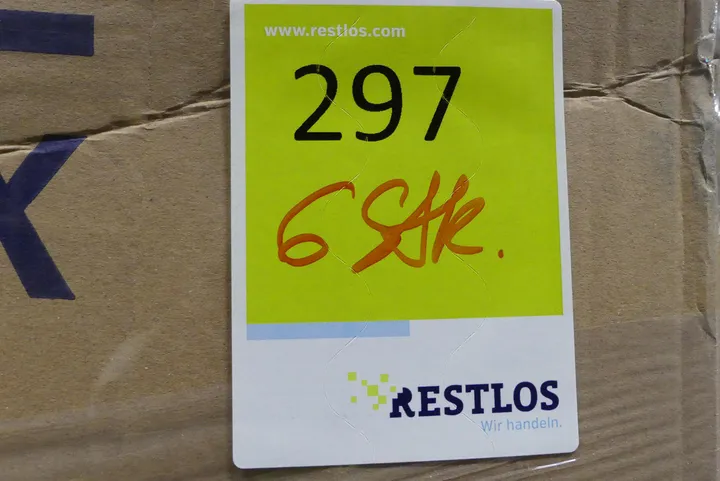 www.restlos.com
297
6 Stk.
RESTLOS
Wir handeln.